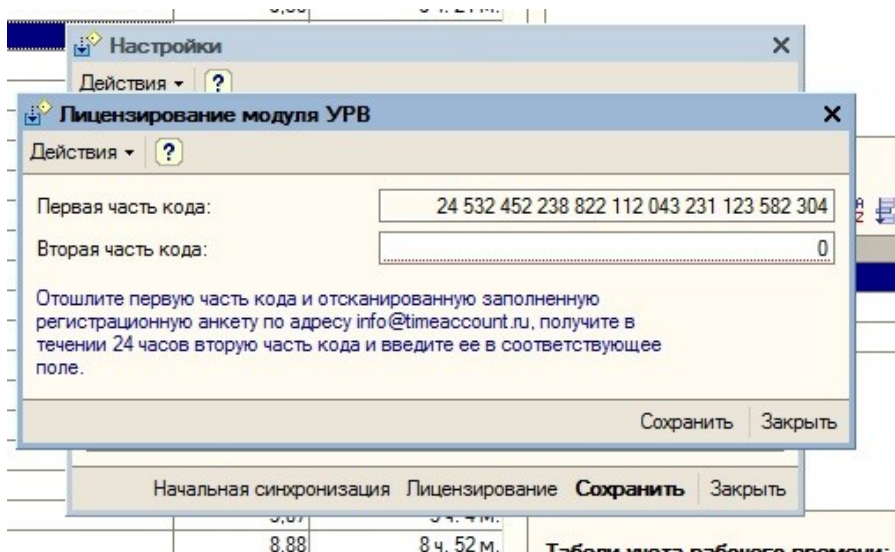 Настройки
Действия
?
Лицензирование модуля УРВ
Действия
?
Первая часть кода:
24 532 452 238 822 112 043 231 123 582 304
Вторая часть кода:
0
Отошлите первую часть кода и отсканированную заполненную
регистрационную анкету по адресу info@timeaccount.ru, получите в
течении 24 часов вторую часть кода и введите ее в соответствующее
поле.
Сохранить Закрыть
Начальная синхронизация Лицензирование Сохранить Закрыть
8,88 8 ч. 52 м.